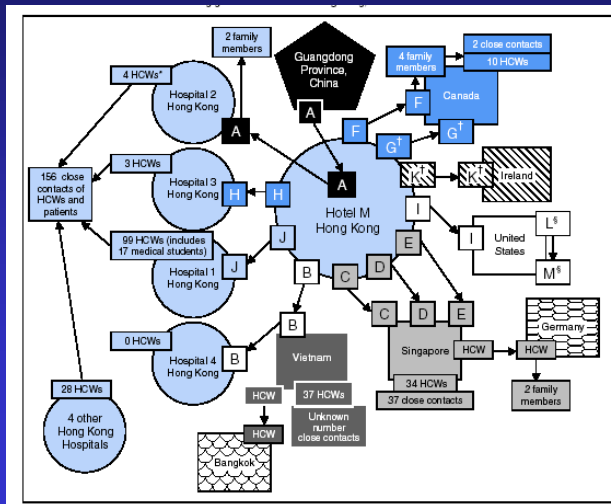 2 family
members
4 HCWs*
Hospital 2
Hong Kong
A
Guangdong
Province,
China
A
2 close contacts
10 HCWs
4 family
members
Canada
F
F
G†
G†
K†
K†
Ireland
A
Hotel M
Hong Kong
3 HCWs
Hospital 3
Hong Kong
H
H
156 close
contacts of
HCWs and
patients
99 HCWs (includes
17 medical students)
Hospital 1
Hong Kong
J
J
I
I
United
States
L§
M§
E
D
C
B
B
C
D
E
0 HCWs
Hospital 4
Hong Kong
B
Vietnam
Singapore
HCW
HCW
Germany
HCW
37 HCWs
34 HCWs
37 close contacts
2 family
members
28 HCWs
4 other
Hong Kong
Hospitals
Unknown
number
close contacts
HCW
Bangkok